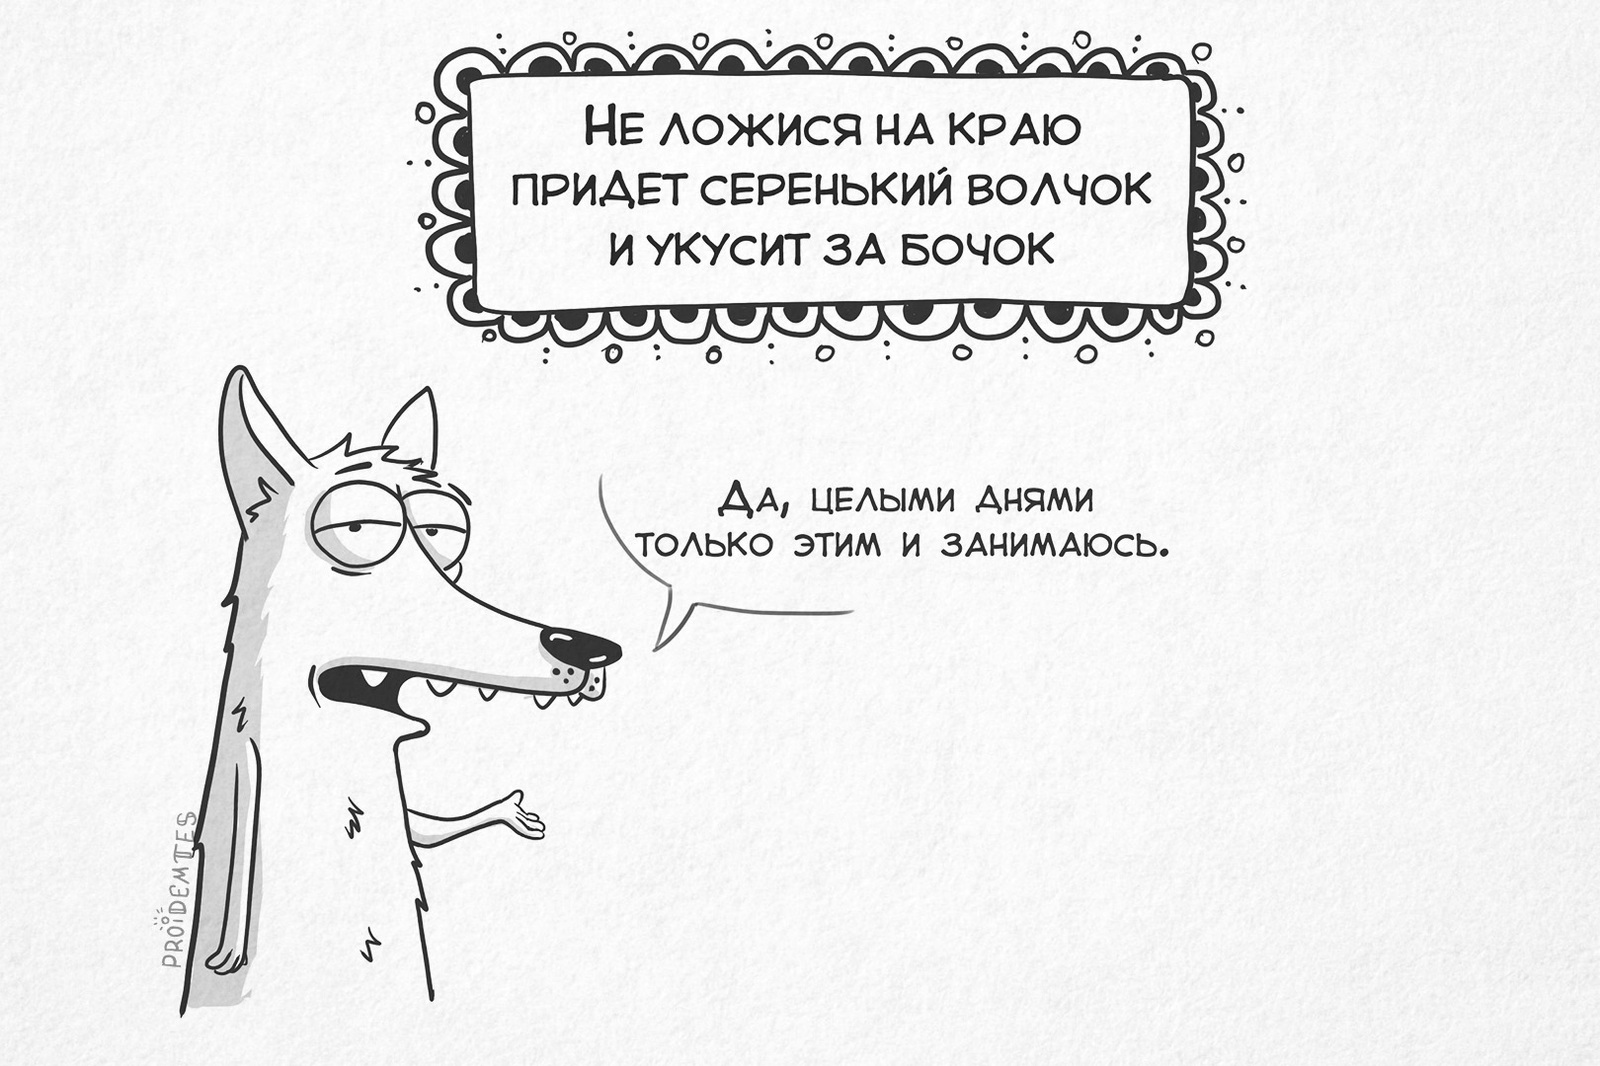 Не ложися на краю
придет серенький волчок
и укусит за бочок
Да, целыми днями
только этим и занимаюсь.
PROIDEMTES